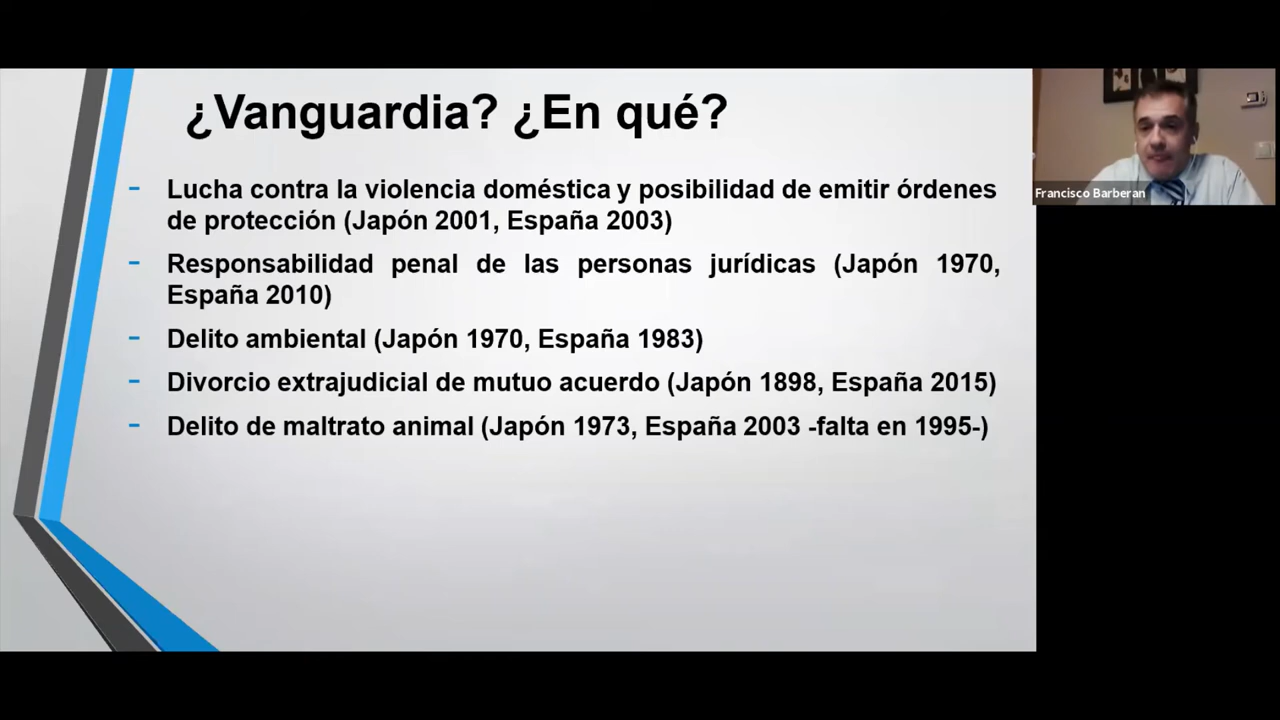 ¿Vanguardia? ¿En qué?
- Lucha contra la violencia doméstica y posibilidad de emitir órdenes
de protección (Japón 2001, España 2003)
- Responsabilidad penal de las personas jurídicas (Japón 1970,
España 2010)
- Delito ambiental (Japón 1970, España 1983)
- Divorcio extrajudicial de mutuo acuerdo (Japón 1898, España 2015)
- Delito de maltrato animal (Japón 1973, España 2003 -falta en 1995-)
Francisco Barberan